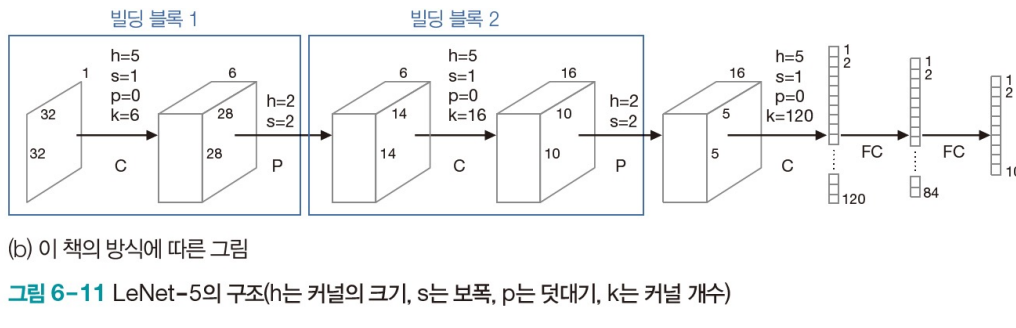 빌딩 블록 1
빌딩 블록 2
1
32
32
h=5
s=1
p=0
k=6
C
6
28
28
h=2
s=2
P
6
14
14
h=5
s=1
p=0
k=16
C
16
10
10
h=2
s=2
P
16
5
5
h=5
s=1
p=0
k=120
C
1
2
120
FC
1
2
84
FC
1
2
10
(b) 이 책의 방식에 따른 그림
그림 6-11 LeNet-5의 구조(h는 커널의 크기, s는 보폭, p는 덧대기, k는 커널 개수)